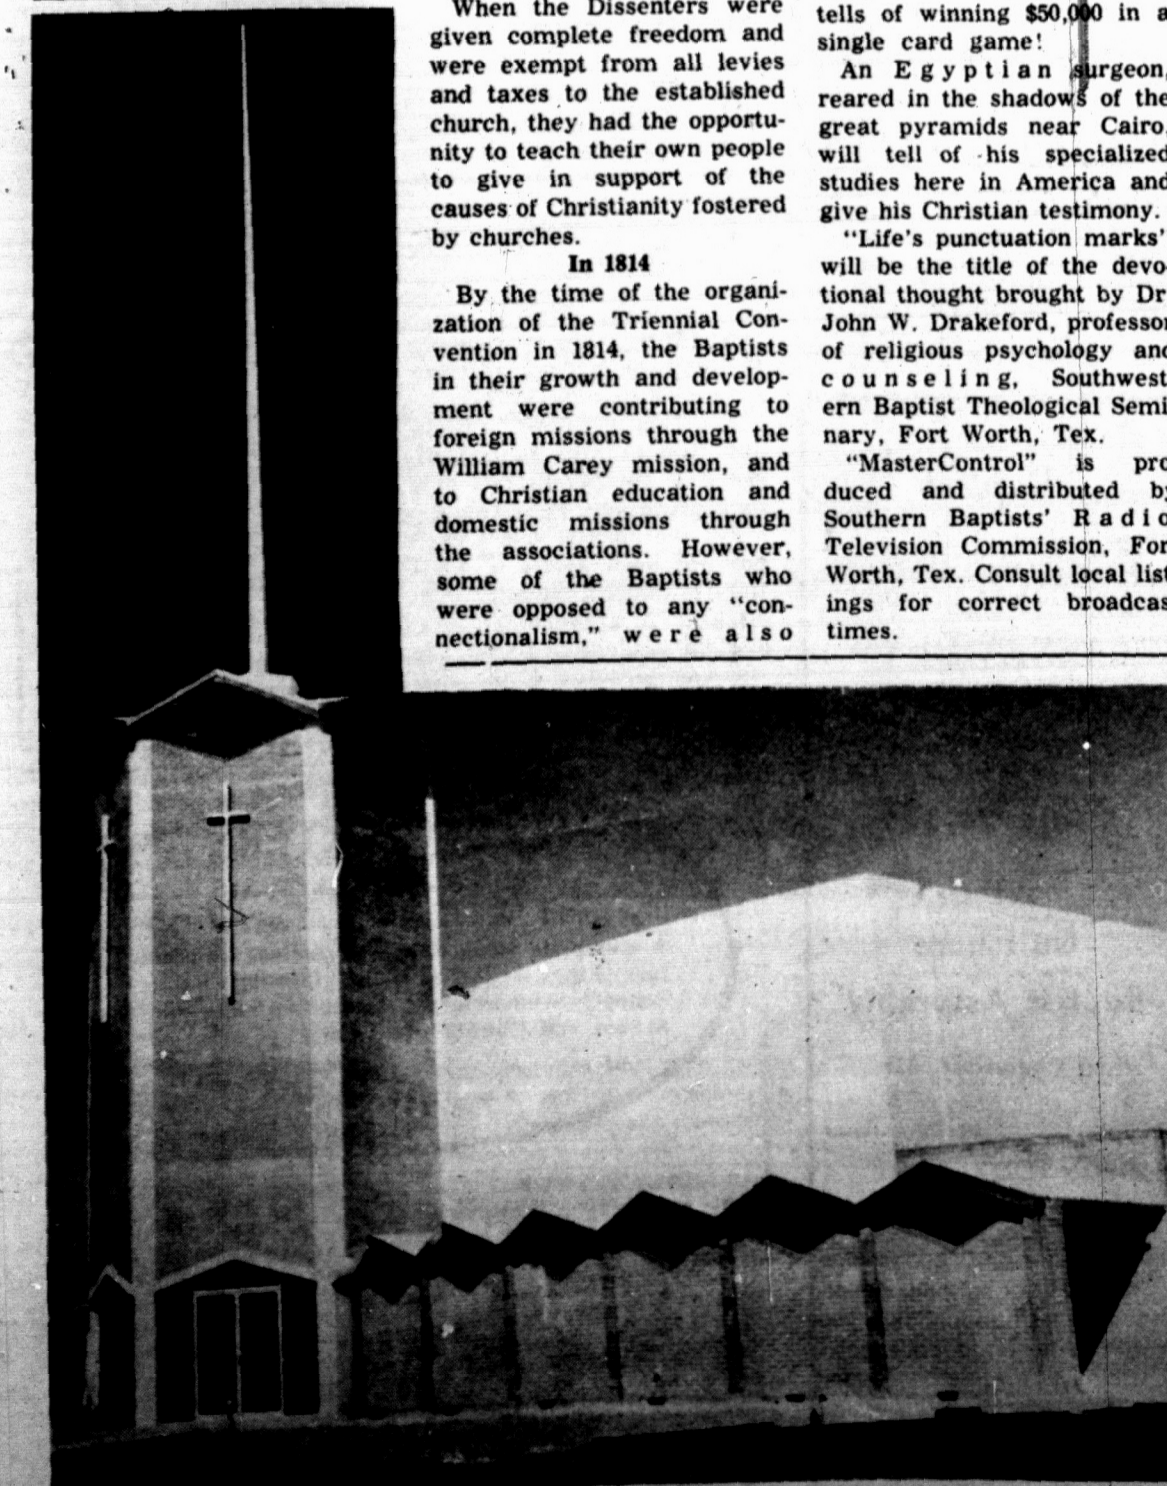 When the Dissenters were
given complete freedom and
were exempt from all levies
and taxes to the established
church, they had the opportu-
nity to teach their own people
to give in support of the
causes of Christianity fostered
by churches.
In 1814
By the time of the organi-
zation of the Triennial Con-
vention in 1814, the Baptists
in their growth and develop-
ment were contributing to
foreign missions through the
William Carey mission, and
to Christian education and
domestic missions through
the associations. However,
some of the Baptists who
were opposed to any "con-
nectionalism," were also
tells of winning $50,000 in a
single card game!
An Egyptian surgeon,
reared in the shadows of the
great pyramids near Cairo,
will tell of his specialized
studies here in America and
give his Christian testimony.
"Life's punctuation marks"
will be the title of the devo-
tional thought brought by Dr.
John W. Drakeford, professor
of religious psychology and
counseling, Southwest-
ern Baptist Theological Semi-
nary, Fort Worth, Tex.
"MasterControl" is pro
duced and distributed by
Southern Baptists' Radio
Television Commission, For
Worth, Tex. Consult local list
ings for correct broadcas
times.